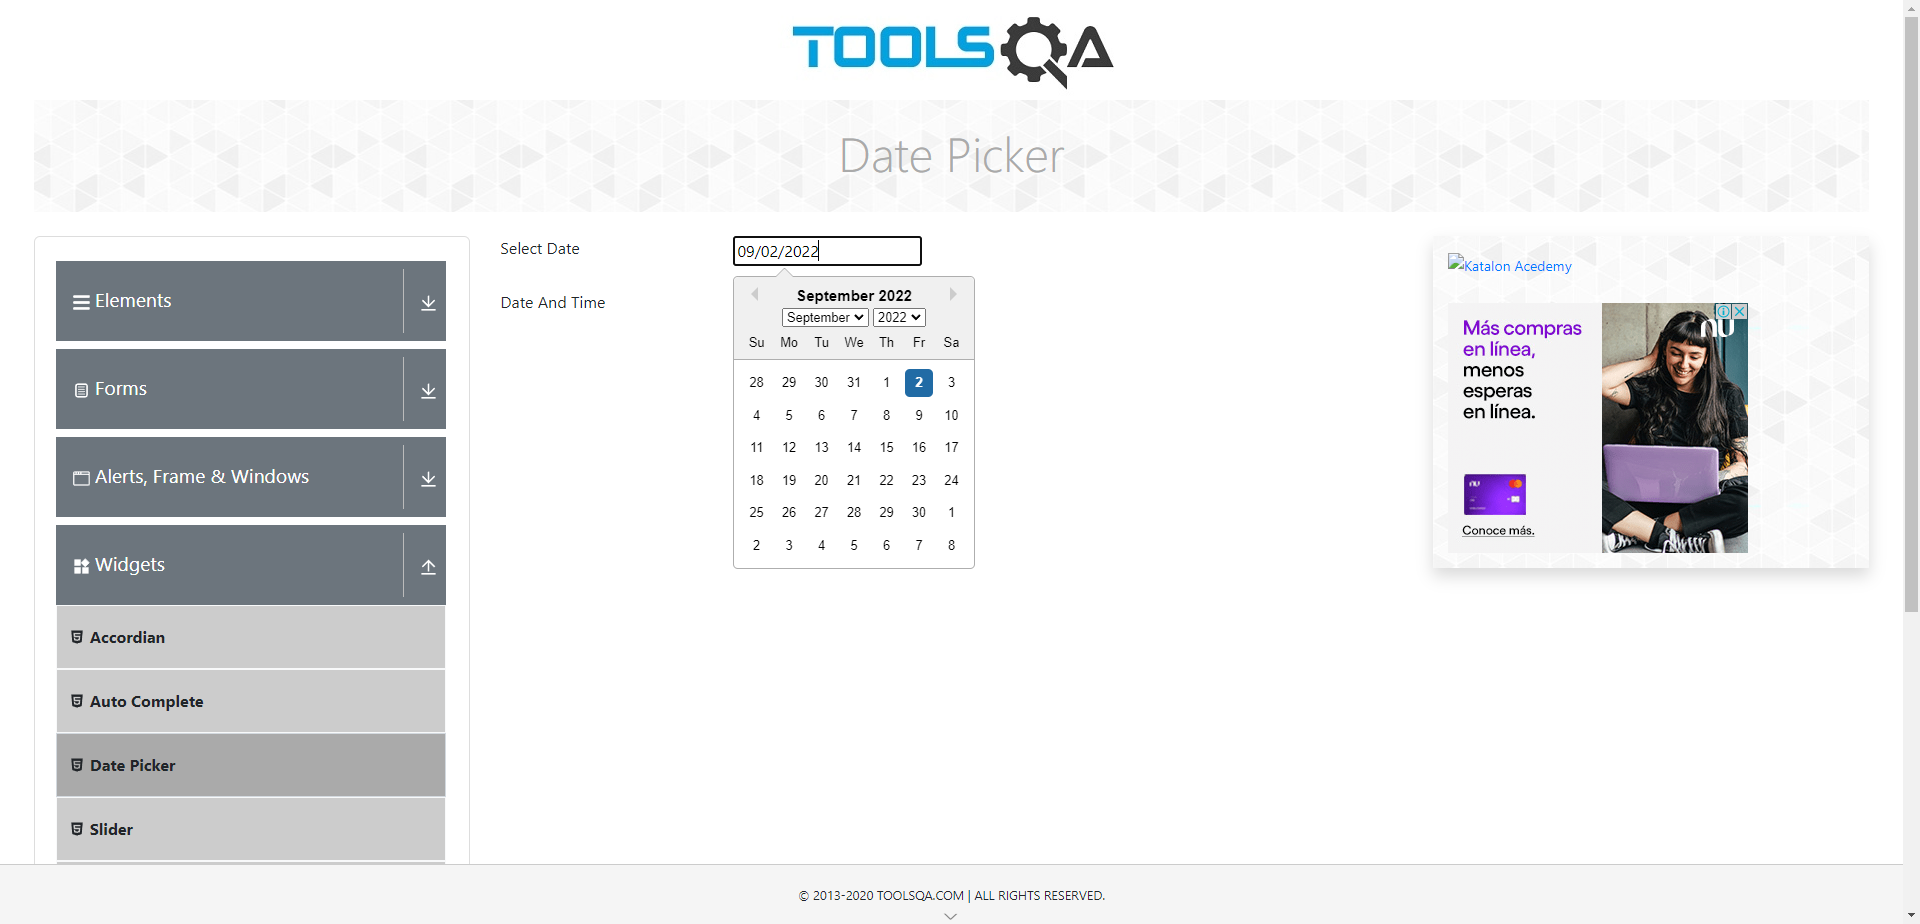 TOOLSQA
Date Picker
Elements
Forms
Alerts, Frame & Windows
Widgets
Accordian
Auto Complete
Date Picker
Slider
Select Date
09/02/2022
Date And Time
September 2022
September 2022
Su Mo Tu We Th Fr Sa
28 29 30 31 1 2 3
4 5 6 7 8 9 10
11 12 13 14 15 16 17
18 19 20 21 22 23 24
25 26 27 28 29 30 1
2 3 4 5 6 7 8
Katalon Acedemy
Más compras
en línea,
menos
esperas
en línea.
nu
nu
Conoce más.
© 2013-2020 TOOLSQA.COM | ALL RIGHTS RESERVED.